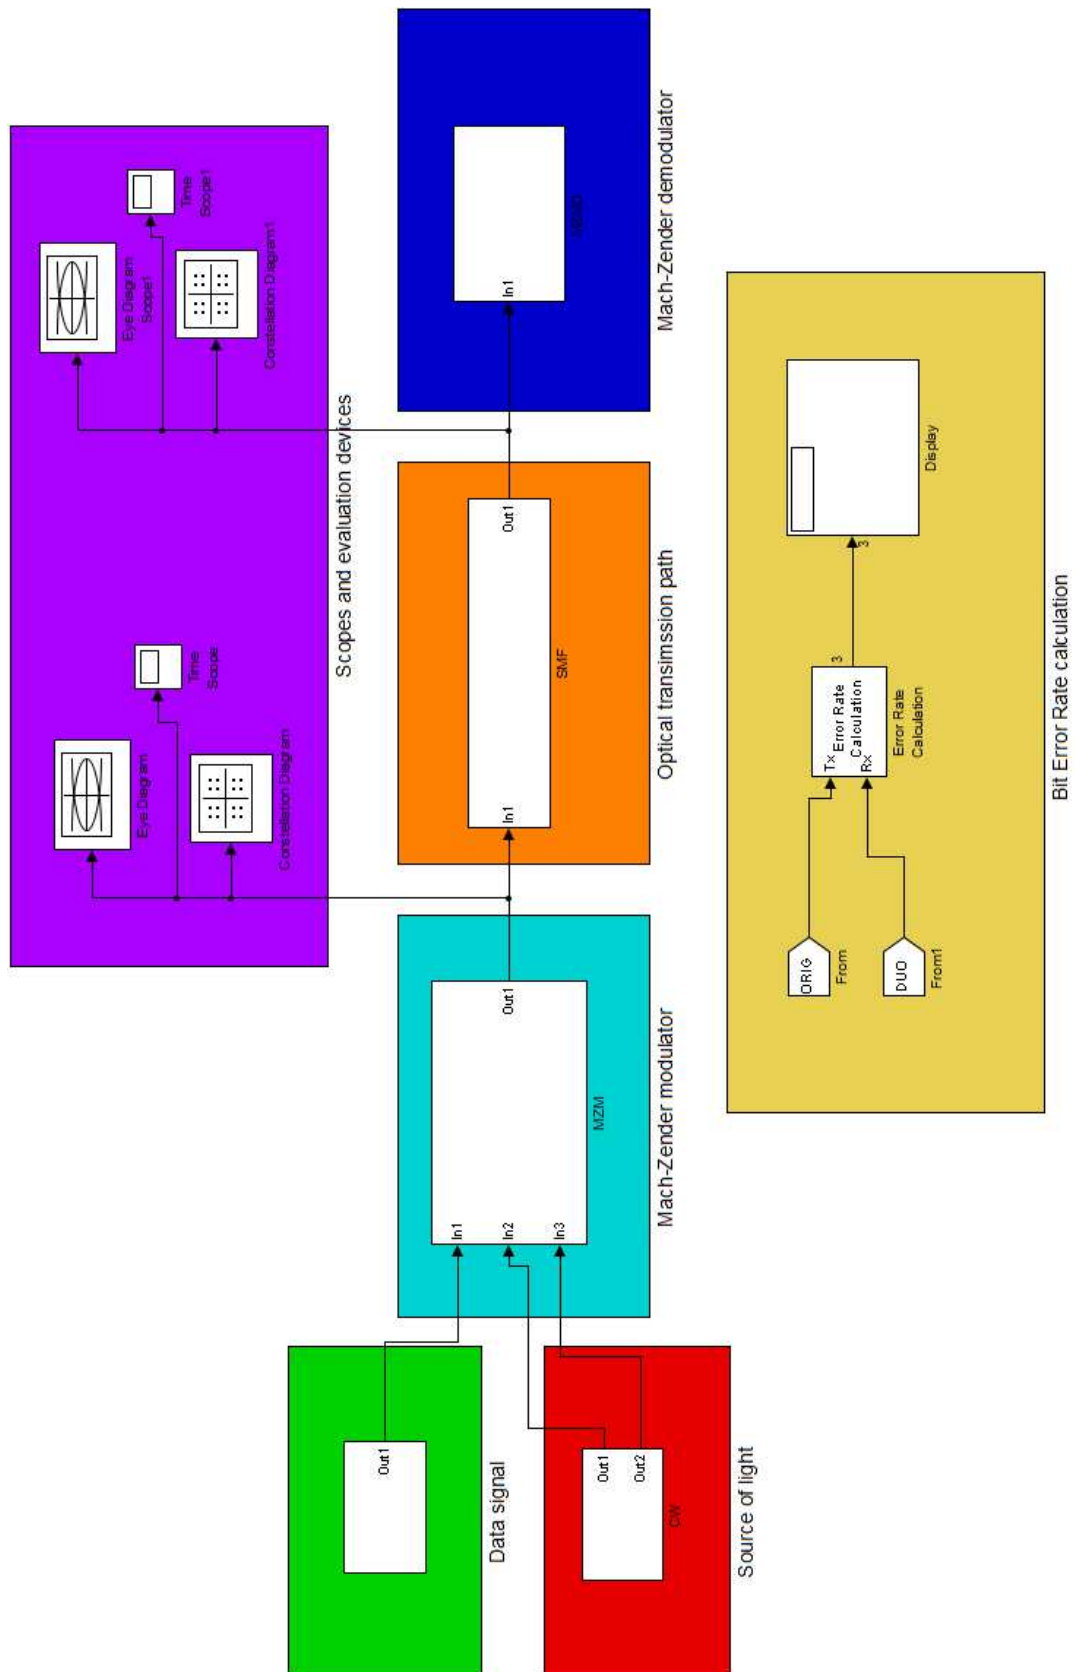 Eye Diagram
Time
Scope
Constellation Diagram
Eye Diagram
Scope1
Time
Scope1
Constellation Diagram1
Scopes and evaluation devices
Out1
Data signal
Out1
Out2
CW
Source of light
In1
In2
In3
Out1
MZM
Mach-Zender modulator
In1
Out1
SMF
Optical transimssion path
In1
Mach-Zender demodulator
ORIG
From
DUO
From1
Tx
Error Rate
Calculation
Rx
3
Error Rate
Calculation
3
Display
Bit Error Rate calculation